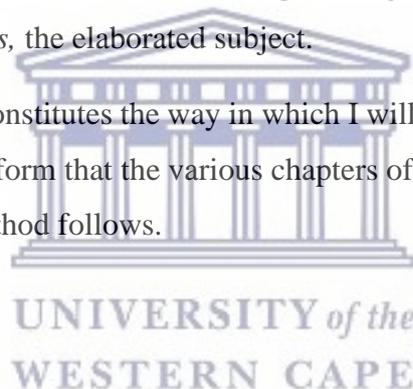 s, the elaborated subject.
onstitutes the way in which I will
form that the various chapters of
thod follows.
UNIVERSITY of the
WESTERN CAPE